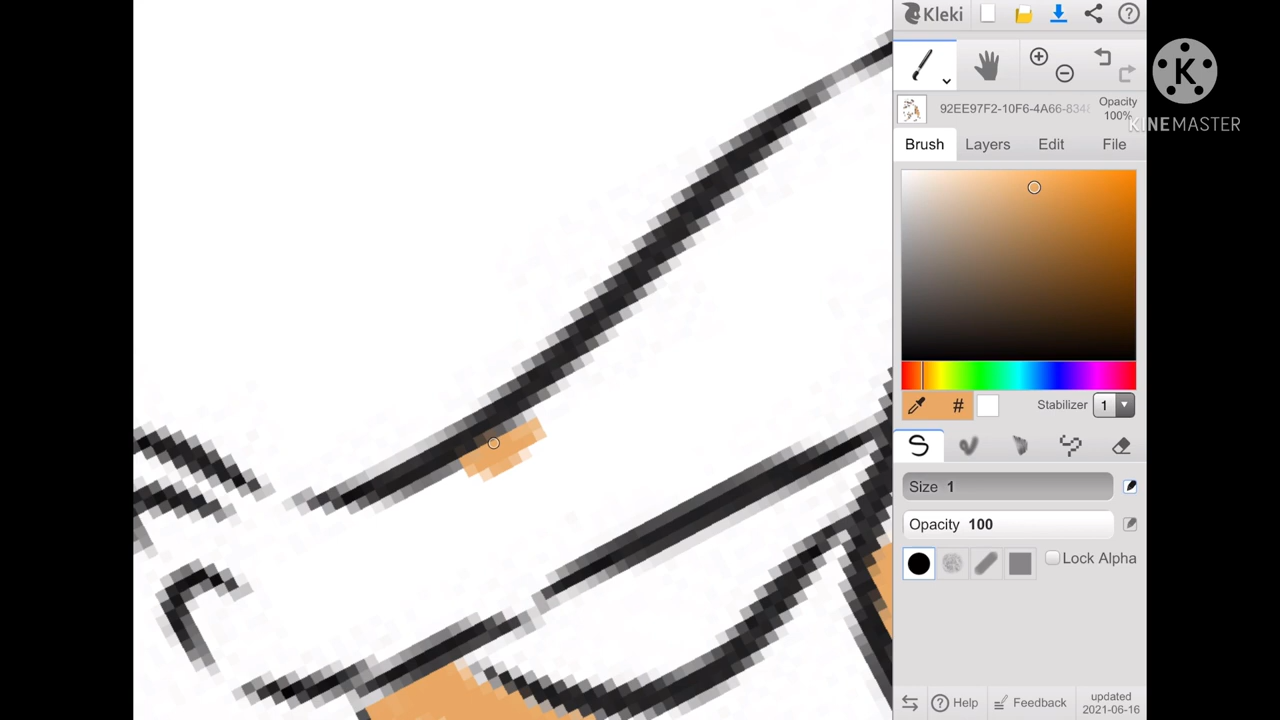 Kleki
?
92EE97F2-10F6-4A66-834
Opacity
100%
K
KINEMASTER
Brush Layers Edit File
# Stabilizer 1
Size 1
Opacity 100
Lock Alpha
? Help Feedback updated
2021-06-16